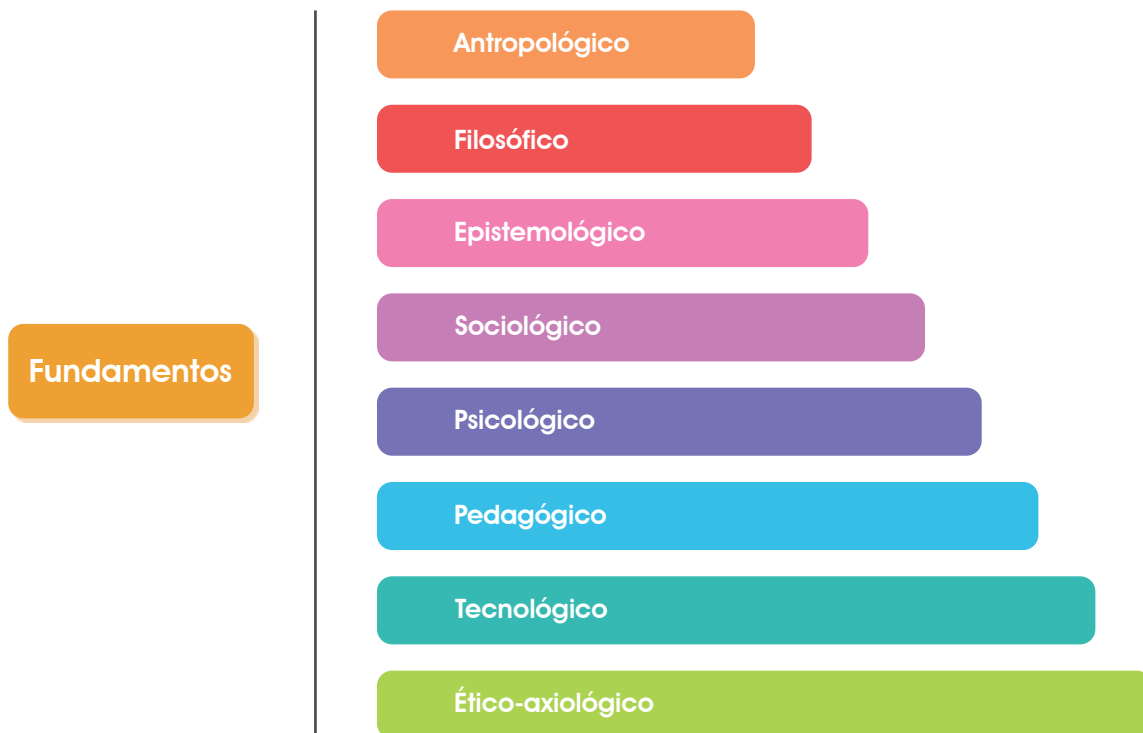 Fundamentos
Antropológico
Filosófico
Epistemológico
Sociológico
Psicológico
Pedagógico
Tecnológico
Ético-axiológico